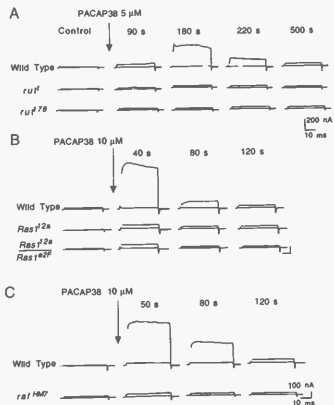 A
PACAP38 5 μM
Control 90 s 180 s 220 s 500 s
Wild Type
rut¹
rut¹⁷⁸
200 nA
10 ms
B
PACAP38 10 μM
40 s 80 s 120 s
Wild Type
Ras1¹²ᵃ
Ras1¹²ᵃ
Ras1ᵉ²ᶠ
C
PACAP38 10 μM
50 s 80 s 120 s
Wild Type
raf ᴴᴹ⁷
100 nA
10 ms